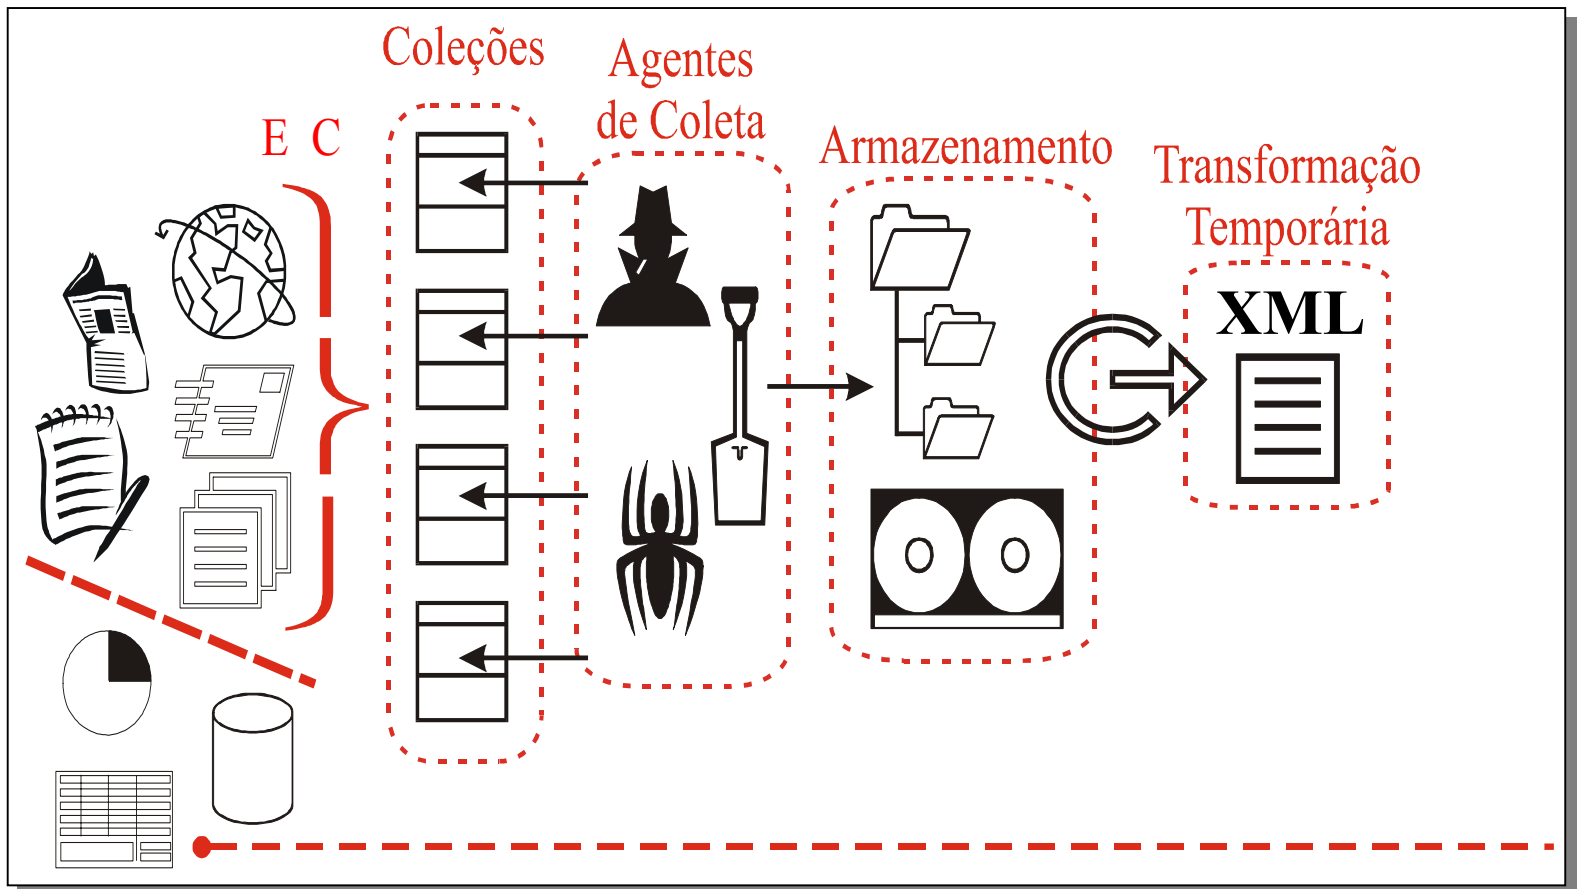 Coleções
Agentes
de Coleta
E C
Armazenamento
Transformação
Temporária
XML